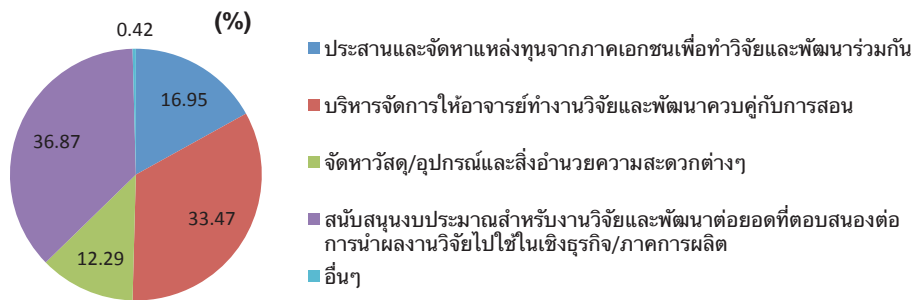 (%)
0.42
16.95
33.47
12.29
36.87
ประสานและจัดหาแหล่งทุนจากภาคเอกชนเพื่อทำวิจัยและพัฒนาร่วมกัน
บริหารจัดการให้อาจารย์ทำงานวิจัยและพัฒนาควบคู่กับการสอน
จัดหาวัสดุ/อุปกรณ์และสิ่งอำนวยความสะดวกต่างๆ
สนับสนุนงบประมาณสำหรับงานวิจัยและพัฒนาต่อยอดที่ตอบสนองต่อ
การนำผลงานวิจัยไปใช้ในเชิงธุรกิจ/ภาคการผลิต
อื่นๆ